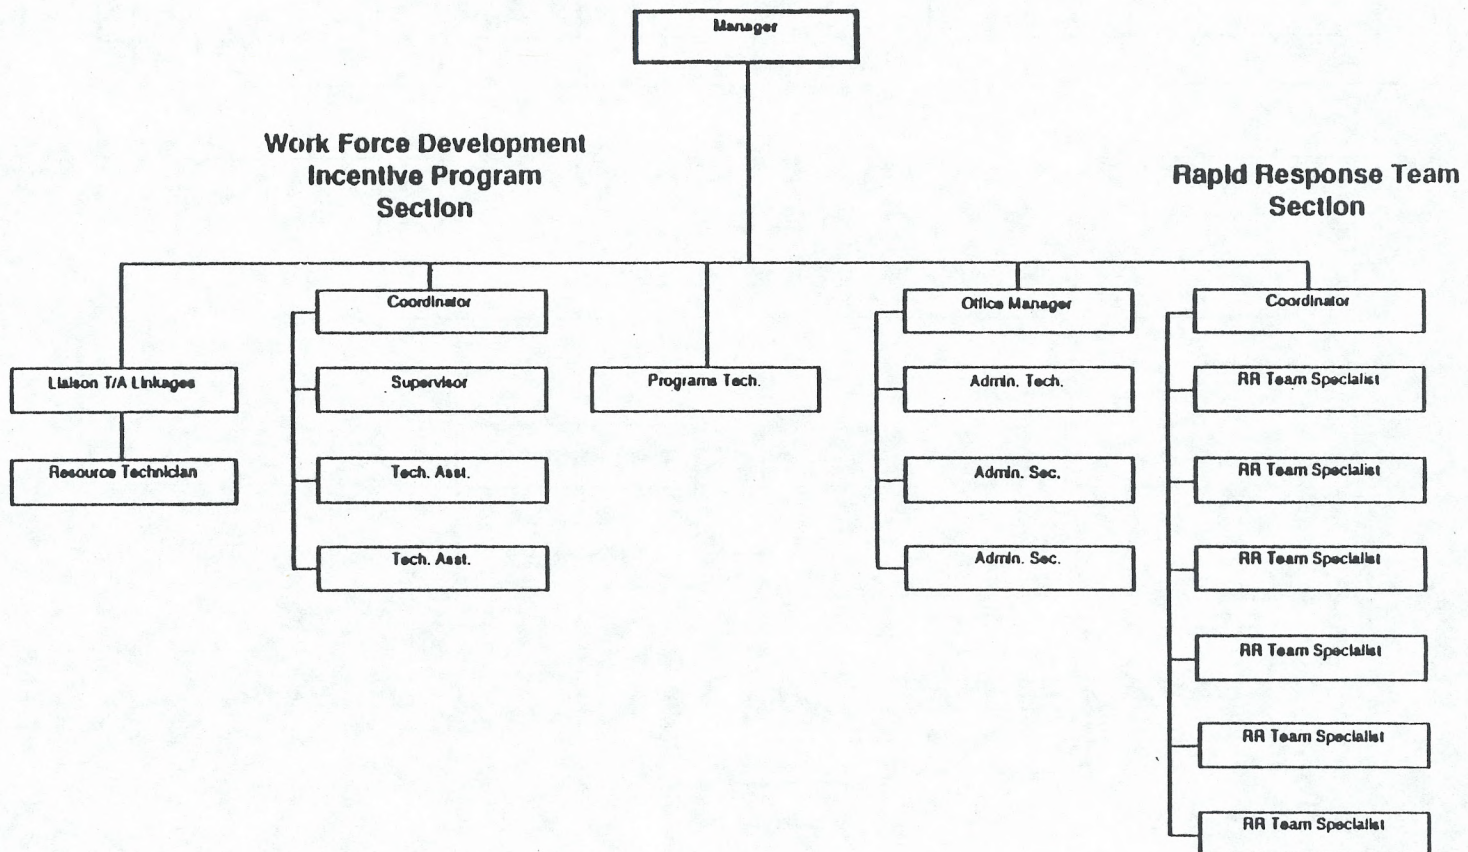 Manager
Work Force Development
Incentive Program
Section
Rapid Response Team
Section
Liaison T/A Linkages
Resource Technician
Coordinator
Supervisor
Tech. Asst.
Tech. Asst.
Programs Tech.
Office Manager
Admin. Tech.
Admin. Sec.
Admin. Sec.
Coordinator
RR Team Specialist
RR Team Specialist
RR Team Specialist
RR Team Specialist
RR Team Specialist
RR Team Specialist